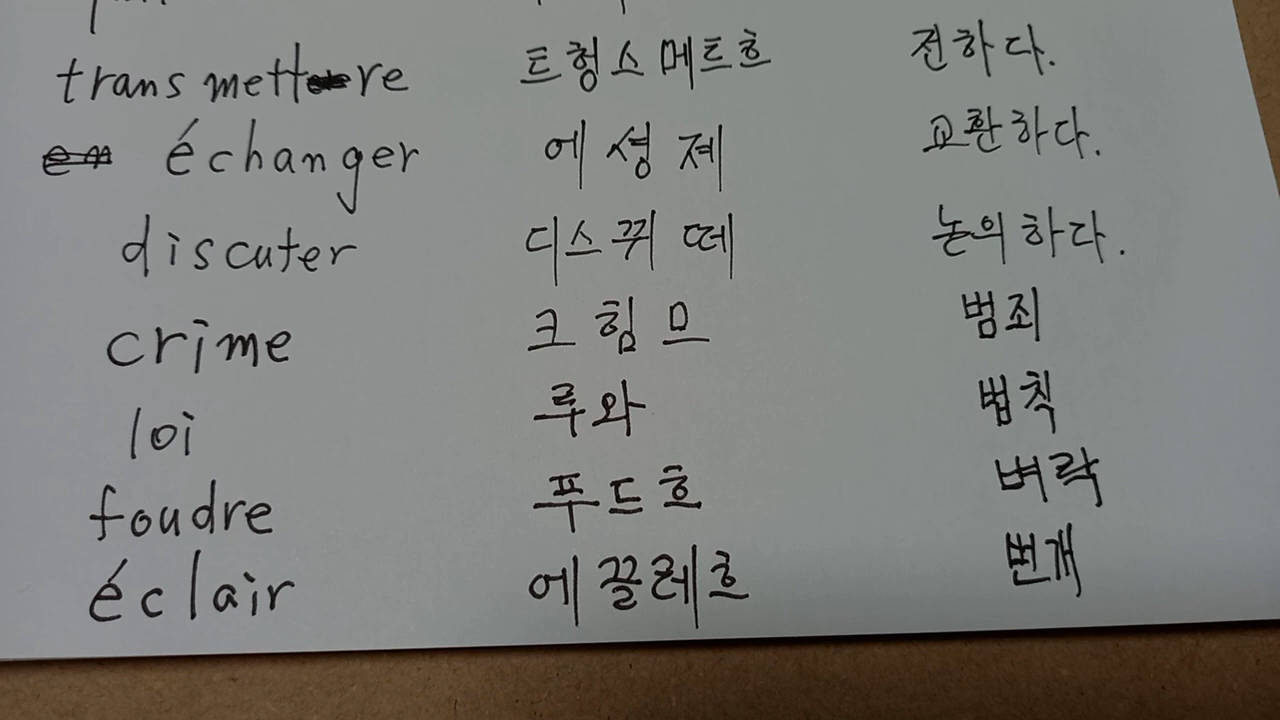 transmettre 트헝스메트흐 전하다.
échanger 에셩제 교환하다.
discuter 디스뀌떼 논의하다.
crime 크힘므 범죄
loi 루와 법칙
foudre 푸드흐 벼락
éclair 에끌레흐 번개